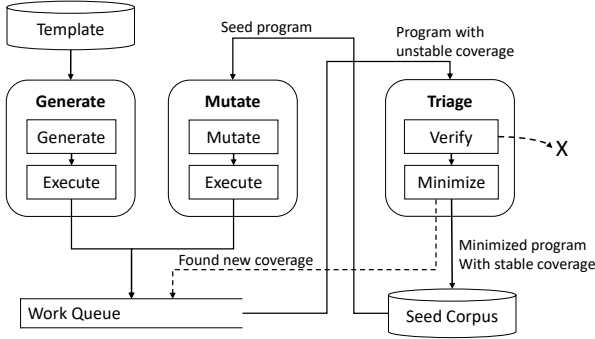 Template
Seed program
Program with
unstable coverage
Generate
Mutate
Triage
Generate
Mutate
Verify
X
Execute
Execute
Minimize
Found new coverage
Minimized program
With stable coverage
Work Queue
Seed Corpus